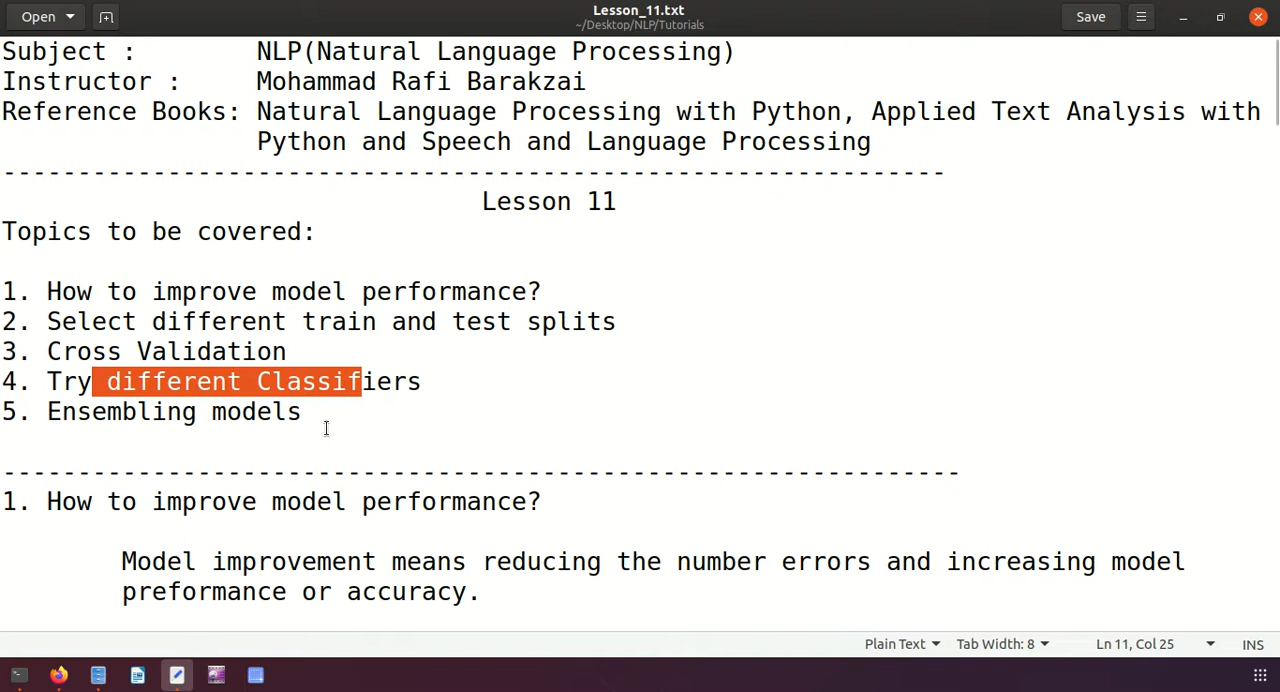 Open
Lesson_11.txt
~/Desktop/NLP/Tutorials
Save
Subject : NLP(Natural Language Processing)
Instructor : Mohammad Rafi Barakzai
Reference Books: Natural Language Processing with Python, Applied Text Analysis with
Python and Speech and Language Processing
---------------------------------------------------------------
Lesson 11
Topics to be covered:
1. How to improve model performance?
2. Select different train and test splits
3. Cross Validation
4. Try different Classifiers
5. Ensembling models
----------------------------------------------------------------
1. How to improve model performance?
Model improvement means reducing the number errors and increasing model
preformance or accuracy.
Plain Text Tab Width: 8 Ln 11, Col 25 INS